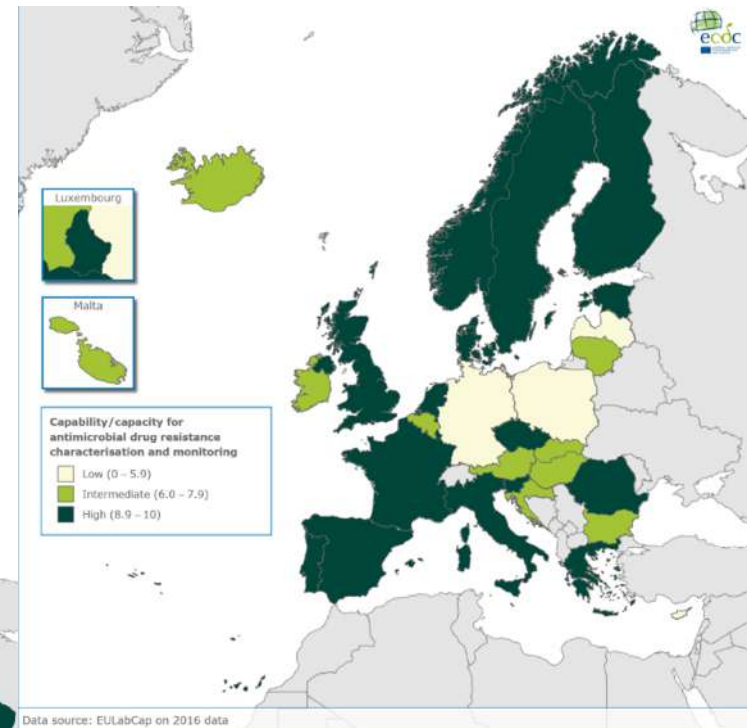 ecdc
Luxembourg
Malta
Capability/capacity for
antimicrobial drug resistance
characterisation and monitoring
Low (0 – 5.9)
Intermediate (6.0 – 7.9)
High (8.9 – 10)
Data source: EULabCap on 2016 data